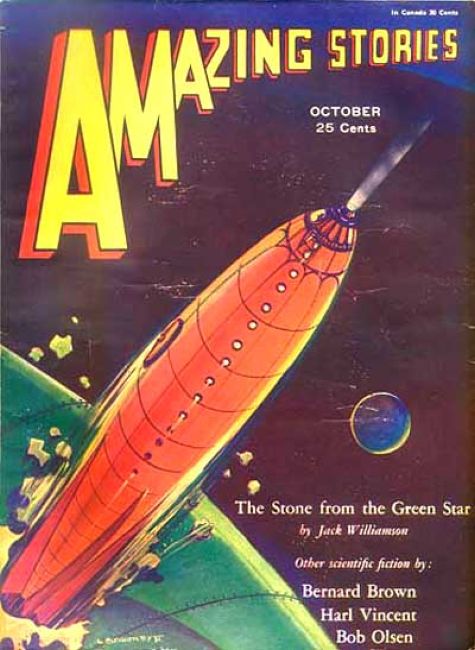 In Canada 30 Cents
AMAZING STORIES
OCTOBER
25 Cents
The Stone from the Green Star
by Jack Williamson
Other scientific fiction by:
Bernard Brown
Harl Vincent
Bob Olsen